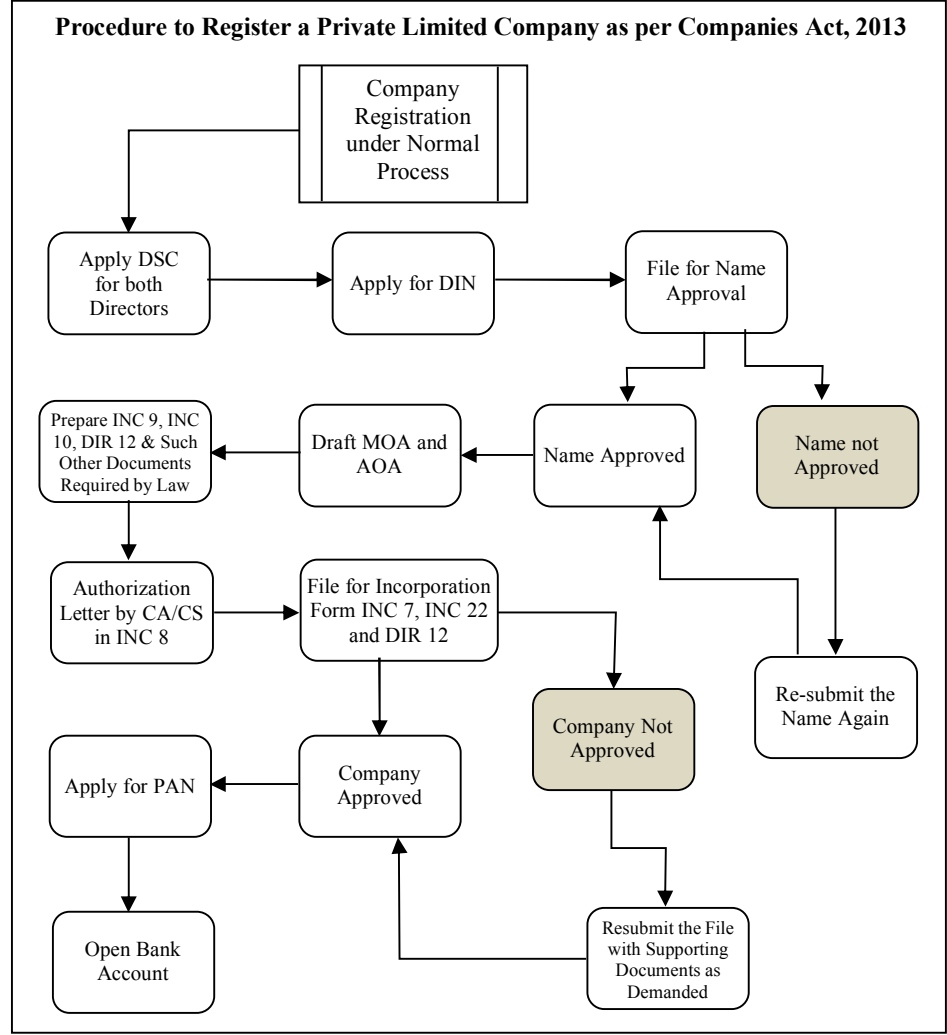 Procedure to Register a Private Limited Company as per Companies Act, 2013
Company
Registration
under Normal
Process
Apply DSC
for both
Directors
Apply for DIN
File for Name
Approval
Prepare INC 9, INC
10, DIR 12 & Such
Other Documents
Required by Law
Draft MOA and
AOA
Name Approved
Name not
Approved
Authorization
Letter by CA/CS
in INC 8
File for Incorporation
Form INC 7, INC 22
and DIR 12
Re-submit the
Name Again
Company Not
Approved
Apply for PAN
Company
Approved
Open Bank
Account
Resubmit the File
with Supporting
Documents as
Demanded